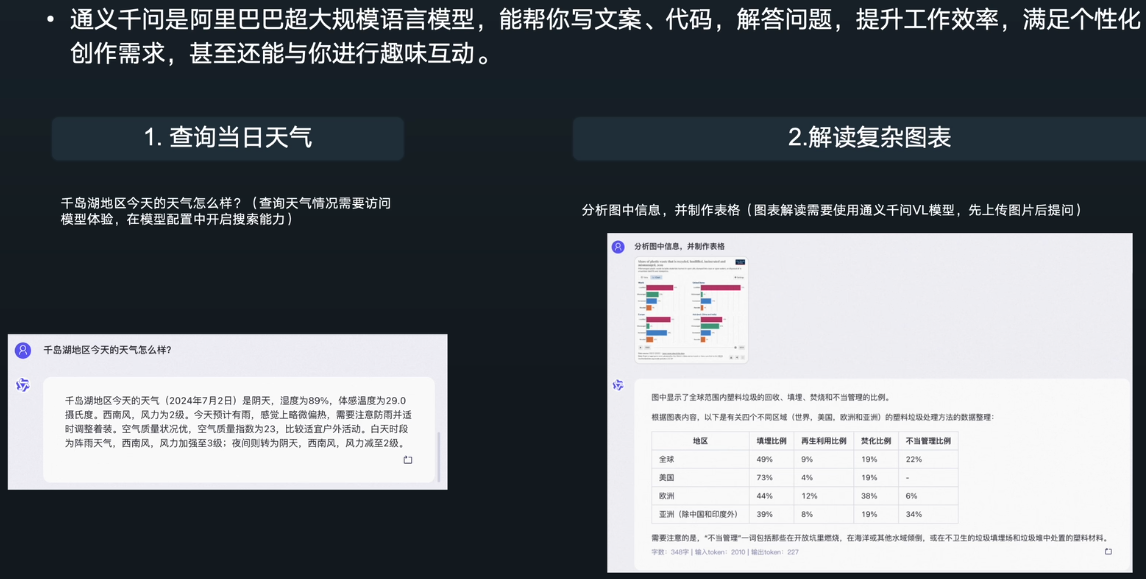 • 通义千问是阿里巴巴超大规模语言模型，能帮你写文案、代码，解答问题，提升工作效率，满足个性化
创作需求，甚至还能与你进行趣味互动。
1. 查询当日天气
千岛湖地区今天的天气怎么样？（查询天气情况需要访问
模型体验，在模型配置中开启搜索能力）
千岛湖地区今天的天气怎么样?
千岛湖地区今天的天气（2024年7月2日）是阴天，湿度为89%，体感温度为29.0
摄氏度。西南风，风力为2级。今天预计有雨，感觉上略微偏热，需要注意防雨并适
时调整着装。空气质量状况优，空气质量指数为23，比较适宜户外活动。白天时段
为阵雨天气，西南风，风力加强至3级；夜间则转为阴天，西南风，风力减至2级。
2.解读复杂图表
分析图中信息，并制作表格（图表解读需要使用通义千问VL模型，先上传图片后提问）
分析图中信息，并制作表格
图中显示了全球范围内塑料垃圾的回收、填埋、焚烧和不当管理的比例。
根据图表内容，以下是有关四个不同区域（世界、美国、欧洲和亚洲）的塑料垃圾处理方法的数据整理：
地区 填埋比例 再生利用比例 焚化比例 不当管理比例
全球 49% 9% 19% 22%
美国 73% 4% 19% -
欧洲 44% 12% 38% 6%
亚洲（除中国和印度外） 39% 8% 19% 34%
需要注意的是，“不当管理”一词包括那些在开放坑里燃烧，在海洋或其他水域倾倒，或在不卫生的垃圾填埋场和垃圾堆中处置的塑料材料。
字数：348字 | 输入token：2010 | 输出token：227